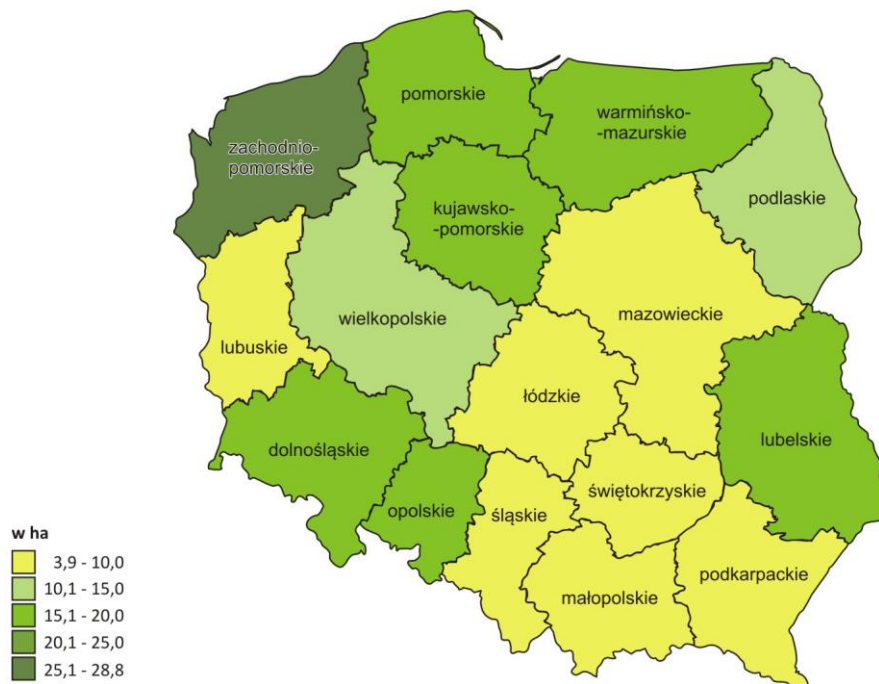 pomorskie
warmińsko-
-mazurskie
zachodnio-
pomorskie
podlaskie
kujawsko-
-pomorskie
wielkopolskie
mazowieckie
lubuskie
łódzkie
dolnośląskie
lubelskie
świętokrzyskie
opolskie
śląskie
podkarpackie
małopolskie
w ha
3,9 - 10,0
10,1 - 15,0
15,1 - 20,0
20,1 - 25,0
25,1 - 28,8